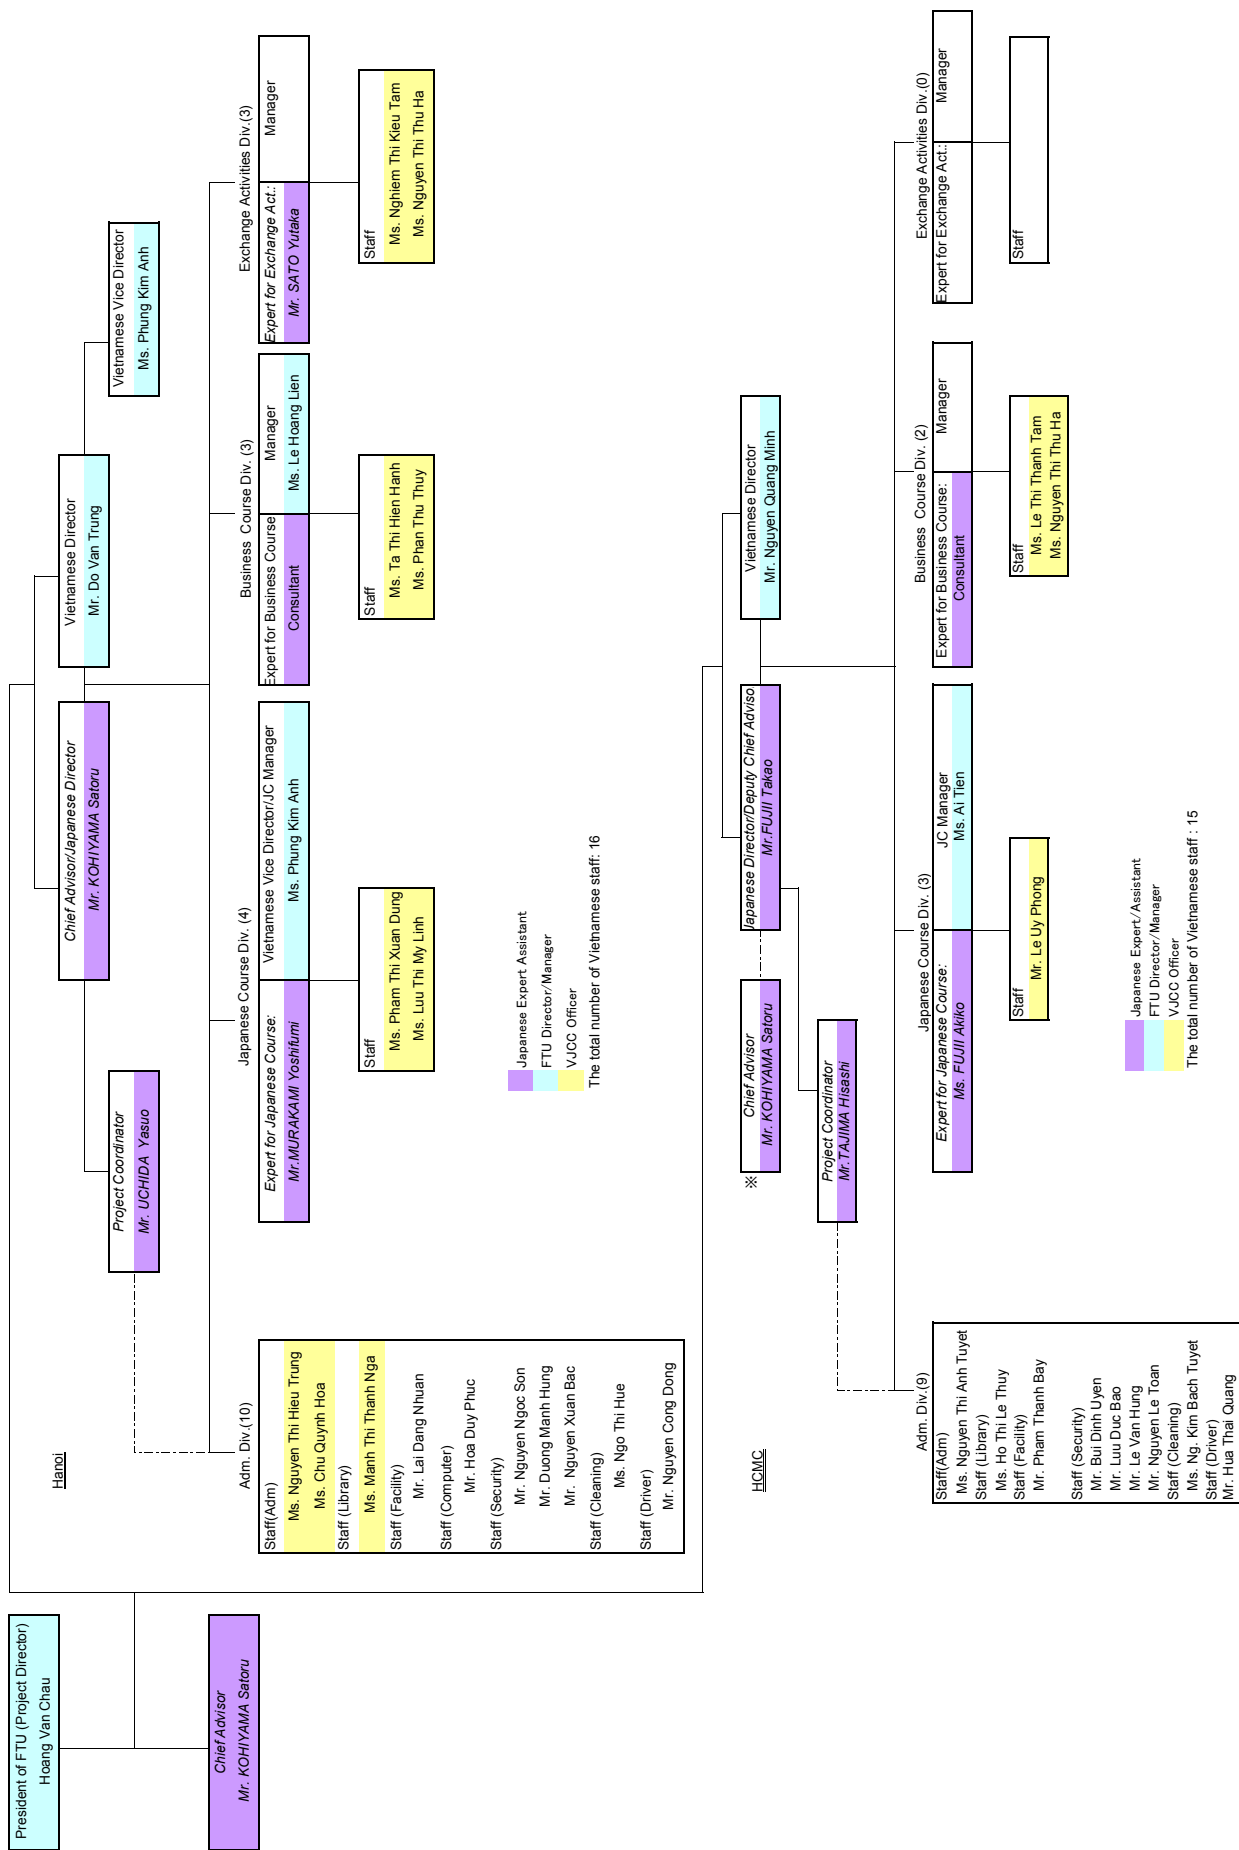 President of FTU (Project Director)
Hoang Van Chau
Chief Advisor
Mr. KOHIYAMA Satoru
Hanoi
Chief Advisor/Japanese Director
Mr. KOHIYAMA Satoru
Vietnamese Director
Mr. Do Van Trung
Project Coordinator
Mr. UCHIDA Yasuo
Vietnamese Vice Director
Ms. Phung Kim Anh
Adm. Div.(10)
Staff(Adm)
Ms. Nguyen Thi Hieu Trung
Ms. Chu Quynh Hoa
Staff (Library)
Ms. Manh Thi Thanh Nga
Staff (Facility)
Mr. Lai Dang Nhuan
Staff (Computer)
Mr. Hoa Duy Phuc
Staff (Security)
Mr. Nguyen Ngoc Son
Mr. Duong Manh Hung
Mr. Nguyen Xuan Bac
Staff (Cleaning)
Ms. Ngo Thi Hue
Staff (Driver)
Mr. Nguyen Cong Dong
Japanese Course Div. (4)
Expert for Japanese Course:
Mr.MURAKAMI Yoshifumi
Vietnamese Vice Director/JC Manager
Ms. Phung Kim Anh
Staff
Ms. Pham Thi Xuan Dung
Ms. Luu Thi My Linh
Business Course Div. (3)
Expert for Business Course
Consultant
Manager
Ms. Le Hoang Lien
Staff
Ms. Ta Thi Hien Hanh
Ms. Phan Thu Thuy
Exchange Activities Div.(3)
Expert for Exchange Act.:
Mr. SATO Yutaka
Manager
Staff
Ms. Nghiem Thi Kieu Tam
Ms. Nguyen Thi Thu Ha
Japanese Expert Assistant
FTU Director/Manager
VJCC Officer
The total number of Vietnamese staff: 16
HCMC
※
Chief Advisor
Mr. KOHIYAMA Satoru
Japanese Director/Deputy Chief Adviso
Mr.FUJII Takao
Vietnamese Director
Mr. Nguyen Quang Minh
Project Coordinator
Mr.TAJIMA Hisashi
Adm. Div.(9)
Staff(Adm)
Ms. Nguyen Thi Anh Tuyet
Staff (Library)
Ms. Ho Thi Le Thuy
Staff (Facility)
Mr. Pham Thanh Bay
Staff (Security)
Mr. Bui Dinh Uyen
Mr. Luu Duc Bao
Mr. Le Van Hung
Mr. Nguyen Le Toan
Staff (Cleaning)
Ms. Ng. Kim Bach Tuyet
Staff (Driver)
Mr. Hua Thai Quang
Japanese Course Div. (3)
Expert for Japanese Course:
Ms. FUJII Akiko
JC Manager
Ms. Ai Tien
Staff
Mr. Le Uy Phong
Business Course Div. (2)
Expert for Business Course:
Consultant
Manager
Staff
Ms. Le Thi Thanh Tam
Ms. Nguyen Thi Thu Ha
Exchange Activities Div.(0)
Expert for Exchange Act.:
Manager
Staff
Japanese Expert/Assistant
FTU Director/Manager
VJCC Officer
The total number of Vietnamese staff : 15